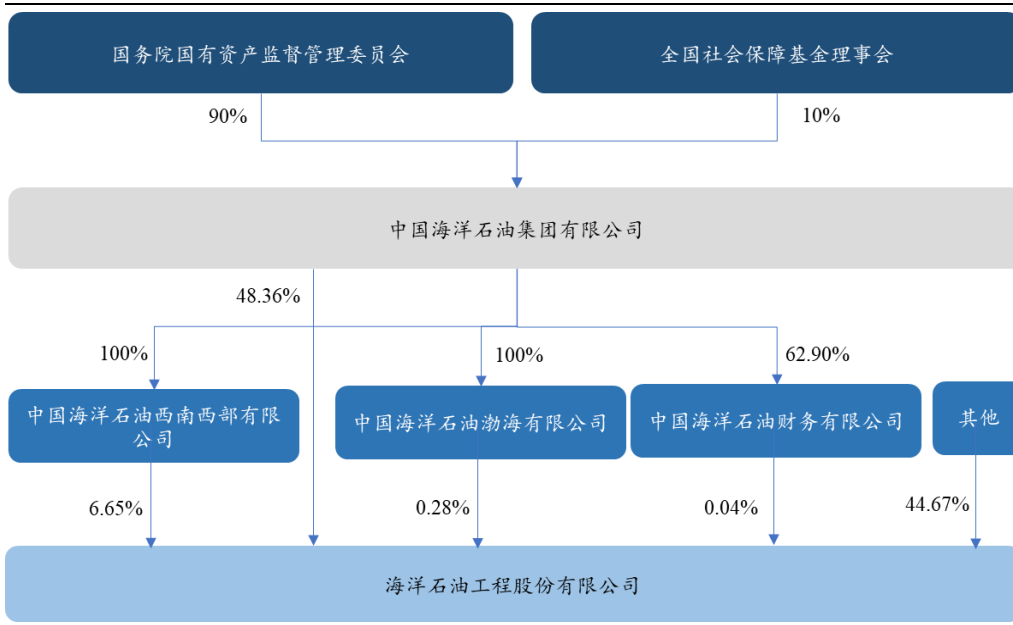 国务院国有资产监督管理委员会
全国社会保障基金理事会
90%
10%
中国海洋石油集团有限公司
48.36%
100%
100%
62.90%
中国海洋石油西南西部有限
公司
中国海洋石油渤海有限公司
中国海洋石油财务有限公司
其他
6.65%
0.28%
0.04%
44.67%
海洋石油工程股份有限公司